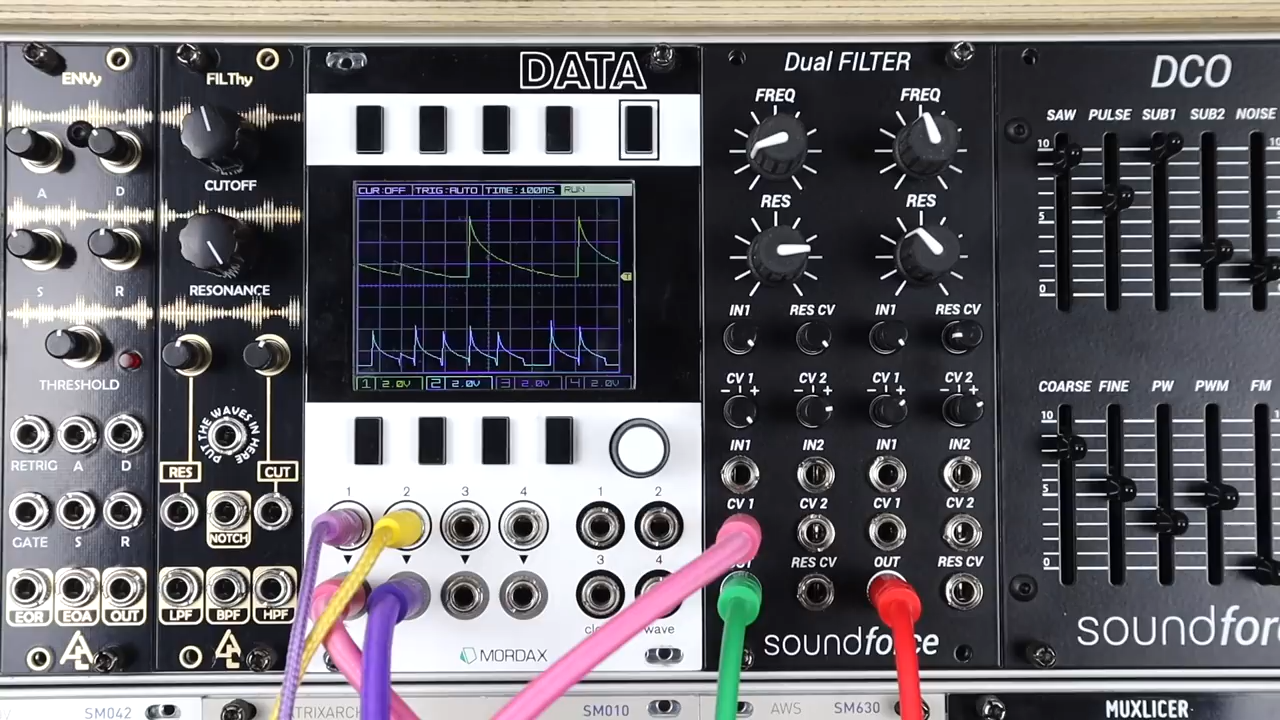 ENVy
A D
S R
THRESHOLD
RETRIG A D
GATE S R
EOR EOA OUT
FILThy
CUTOFF
RESONANCE
PUT THE WAVES IN HERE
RES CUT
NOTCH
LPF BPF HPF
DATA
CUR:OFF TRIG:AUTO TIME:100MS RUN
T
1 2.0V 2 2.0V 3 2.0V 4 2.0V
1 2 3 4 1 2
3 4
wave
MORDAX
Dual FILTER
FREQ FREQ
RES RES
IN1 RES CV IN1 RES CV
CV 1 CV 2 CV 1 CV 2
- | + - | + - | + - | +
IN1 IN2 IN1 IN2
CV 1 CV 2 CV 1 CV 2
RES CV OUT RES CV
soundforce
DCO
SAW PULSE SUB1 SUB2 NOISE
10
5
0
COARSE FINE PW PWM FM
10
5
0
SM042
SM010
AWS
SM630
MUXLICER